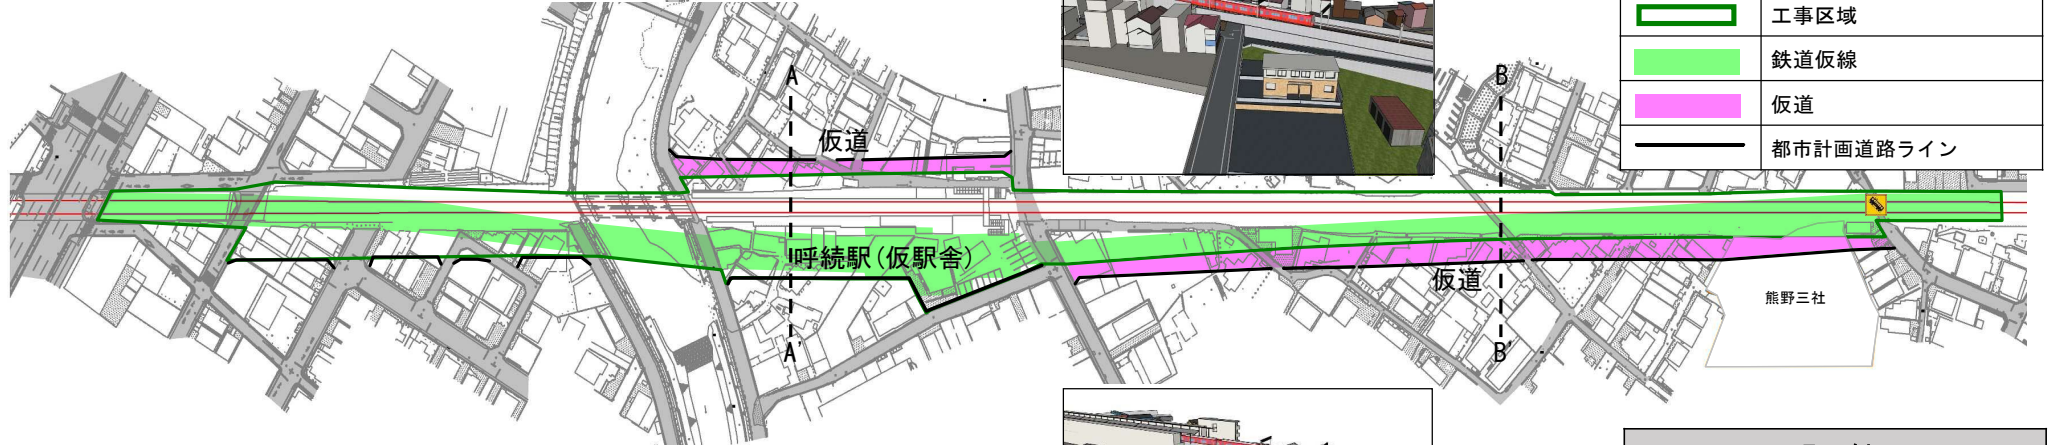 工事区域
鉄道仮線
仮道
都市計画道路ライン
A
B
仮道
呼続駅(仮駅舎)
仮道
熊野三社
A'
B'